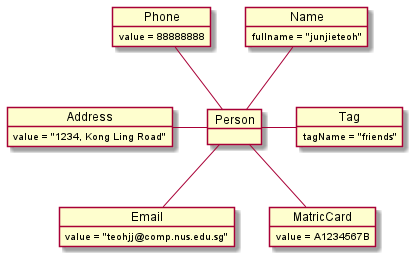 Phone
value = 88888888
Name
fullname = "junjieteoh"
Address
value = "1234, Kong Ling Road"
Person
Tag
tagName = "friends"
Email
value = "teohjj@comp.nus.edu.sg"
MatricCard
value = A1234567B